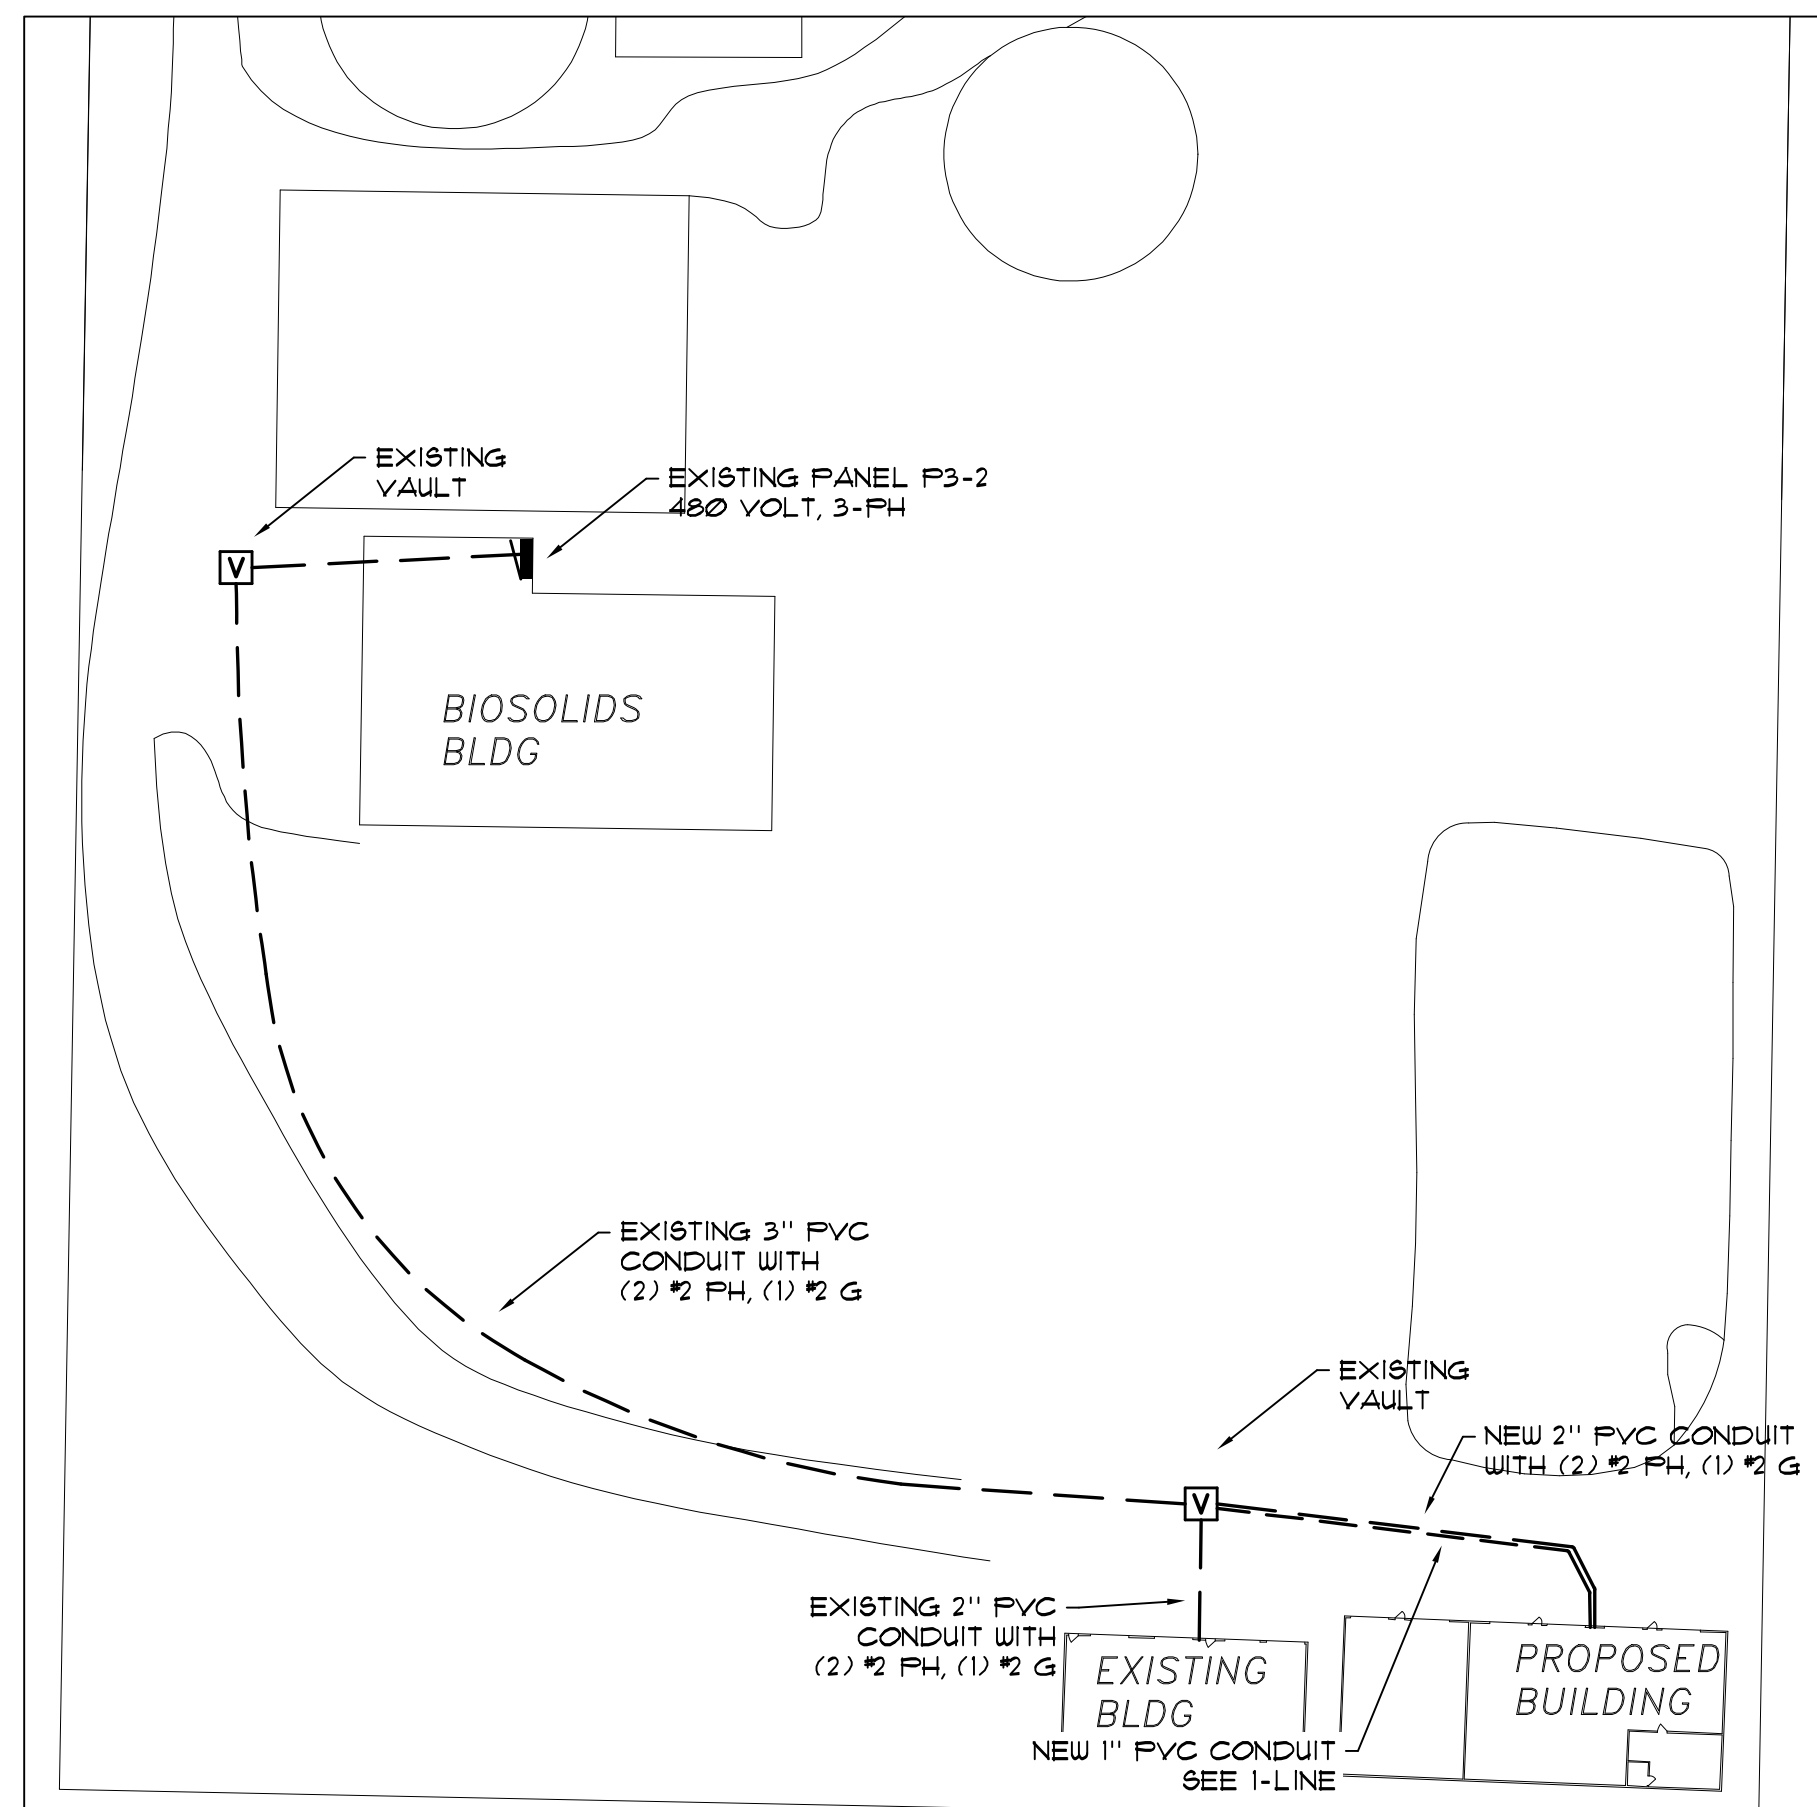 EXISTING
VAULT
EXISTING PANEL P3-2
480 VOLT, 3-PH
V
BIOSOLIDS
BLDG
EXISTING 3" PVC
CONDUIT WITH
(2) #2 PH, (1) #2 G
EXISTING
VAULT
NEW 2" PVC CONDUIT
WITH (2) #2 PH, (1) #2 G
V
EXISTING 2" PVC
CONDUIT WITH
(2) #2 PH, (1) #2 G
EXISTING
BLDG
PROPOSED
BUILDING
NEW 1" PVC CONDUIT
SEE 1-LINE